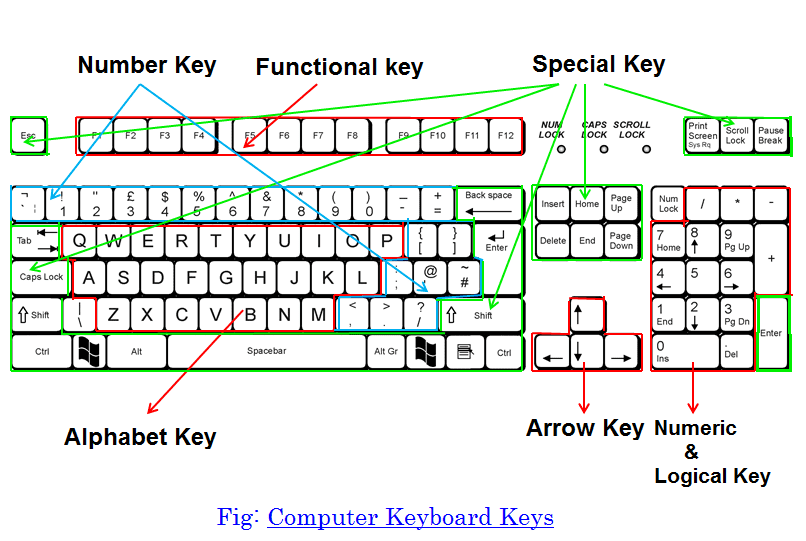 Number Key Functional key Special Key
Esc F1 F2 F3 F4 F5 F6 F7 F8 F9 F10 F11 F12
NUM LOCK CAPS LOCK SCROLL LOCK
Print Screen Sys Rq Scroll Lock Pause Break
¬ ` ¦ ! 1 " 2 £ 3 $ 4 % 5 ^ 6 & 7 * 8 ( 9 ) 0 _ - + = Back space
Insert Home Page Up
Num Lock / * -
Tab Q W E R T Y U I O P { [ } ] Enter
Delete End Page Down
7 Home 8 9 Pg Up +
Caps Lock A S D F G H J K L : ; @ ' ~ #
4 5 6
Shift | \ Z X C V B N M < , > . ? / Shift
1 End 2 3 Pg Dn Enter
Ctrl Alt Spacebar Alt Gr Ctrl
0 Ins . Del
Alphabet Key
Arrow Key
Numeric
&
Logical Key
Fig: Computer Keyboard Keys